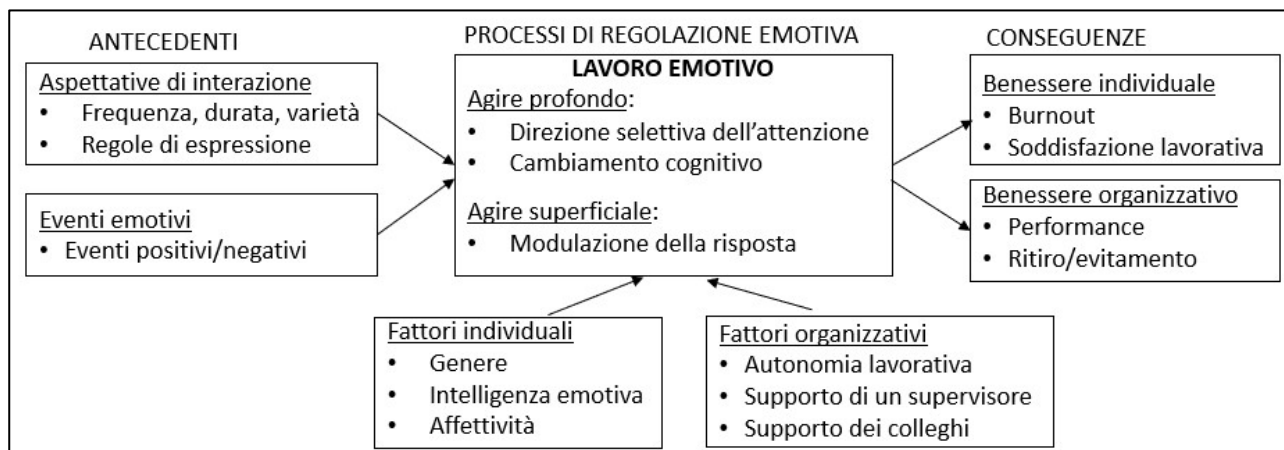 ANTECEDENTI
Aspettative di interazione
• Frequenza, durata, varietà
• Regole di espressione
Eventi emotivi
• Eventi positivi/negativi
PROCESSI DI REGOLAZIONE EMOTIVA
LAVORO EMOTIVO
Agire profondo:
• Direzione selettiva dell’attenzione
• Cambiamento cognitivo
Agire superficiale:
• Modulazione della risposta
CONSEGUENZE
Benessere individuale
• Burnout
• Soddisfazione lavorativa
Benessere organizzativo
• Performance
• Ritiro/evitamento
Fattori individuali
• Genere
• Intelligenza emotiva
• Affettività
Fattori organizzativi
• Autonomia lavorativa
• Supporto di un supervisore
• Supporto dei colleghi